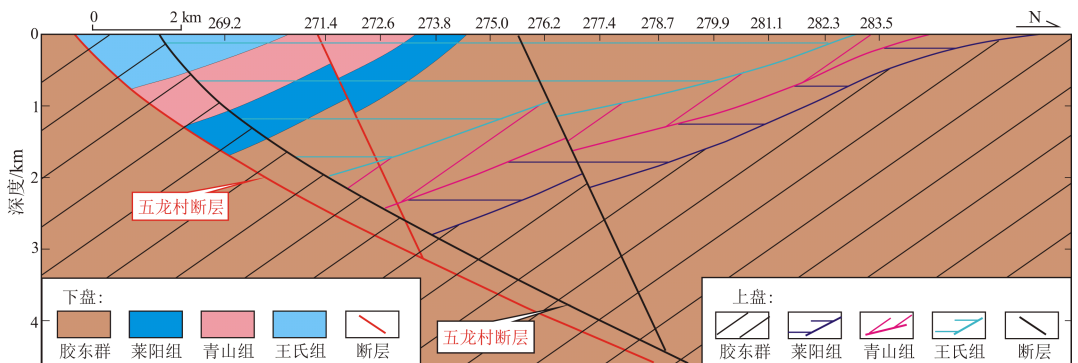 0 2 km 269.2 271.4 272.6 273.8 275.0 276.2 277.4 278.7 279.9 281.1 282.3 283.5 N
0
1
2
3
4
深度/km
五龙村断层
五龙村断层
下盘:
胶东群 莱阳组 青山组 王氏组 断层
上盘:
胶东群 莱阳组 青山组 王氏组 断层